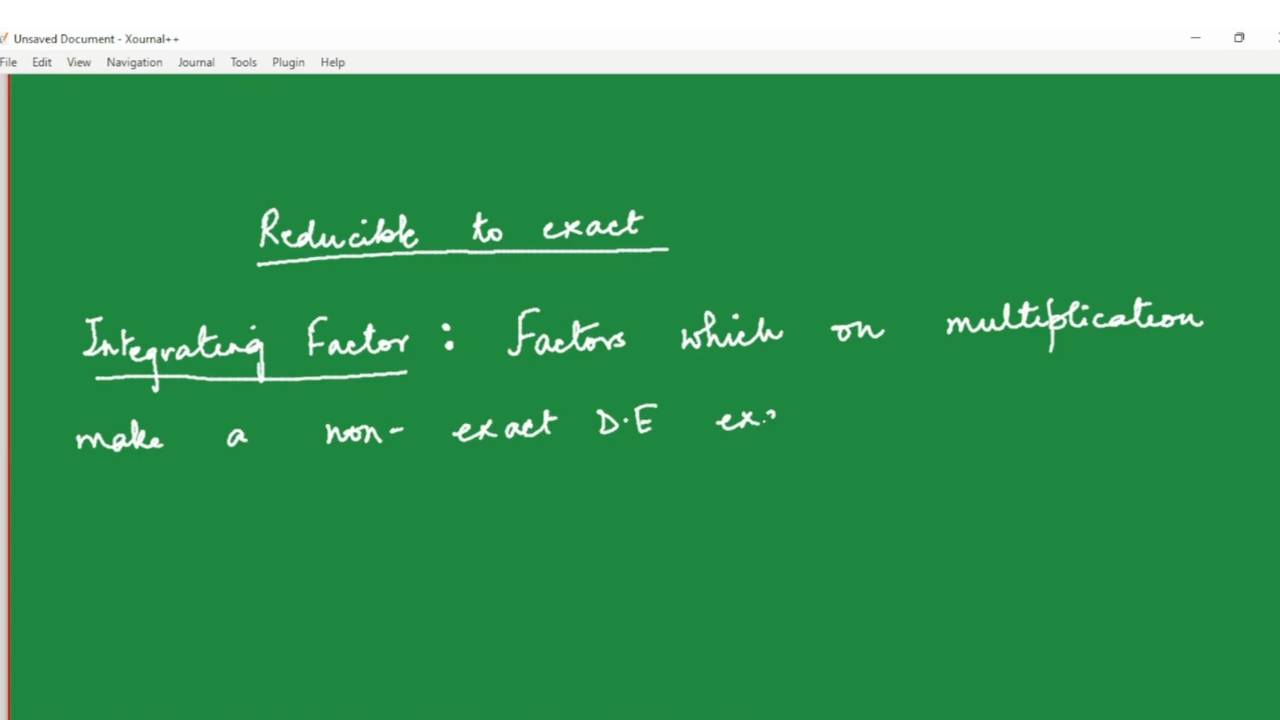 Unsaved Document - Xournal++
File Edit View Navigation Journal Tools Plugin Help
Reducible to exact
Integrating Factor : Factors which on multiplication
make a non- exact D.E ex